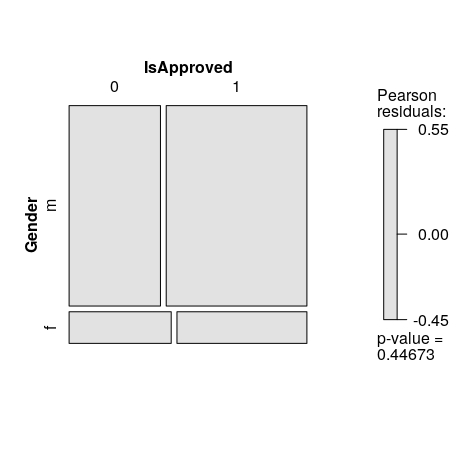 IsApproved
0 1
Gender
m
f
Pearson
residuals:
0.55
0.00
-0.45
p-value =
0.44673